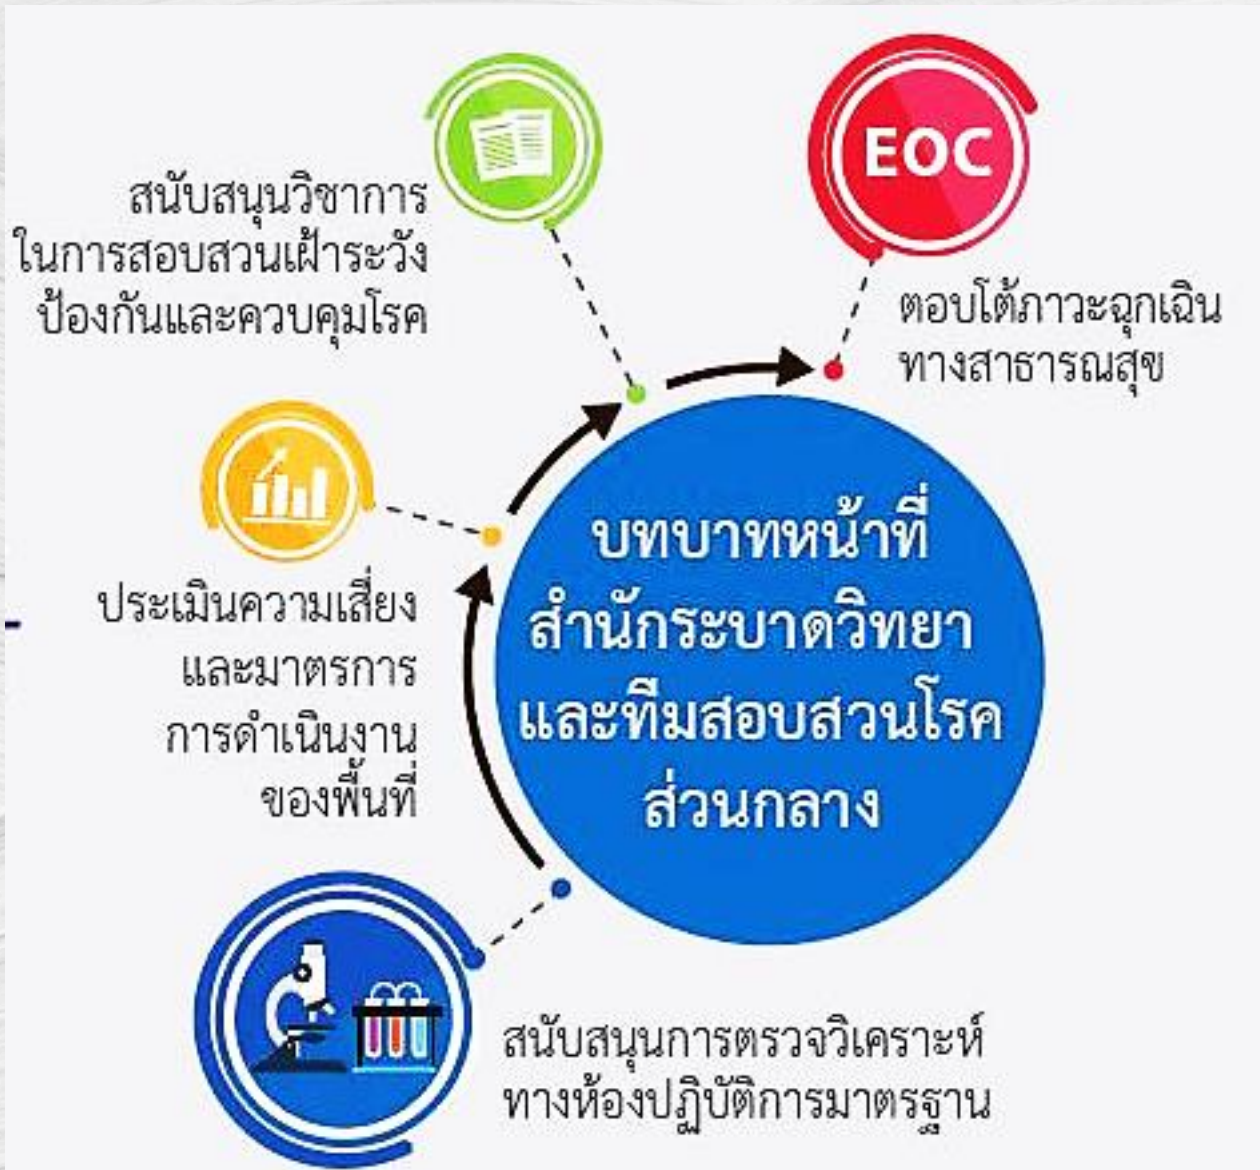 EOC
สนับสนุนวิชาการ
ในการสอบสวนเฝ้าระวัง
ป้องกันและควบคุมโรค
ตอบโต้ภาวะฉุกเฉิน
ทางสาธารณสุข
ประเมินความเสี่ยง
และมาตรการ
การดำเนินงาน
ของพื้นที่
บทบาทหน้าที่
สำนักระบาดวิทยา
และทีมสอบสวนโรค
ส่วนกลาง
สนับสนุนการตรวจวิเคราะห์
ทางห้องปฏิบัติการมาตรฐาน